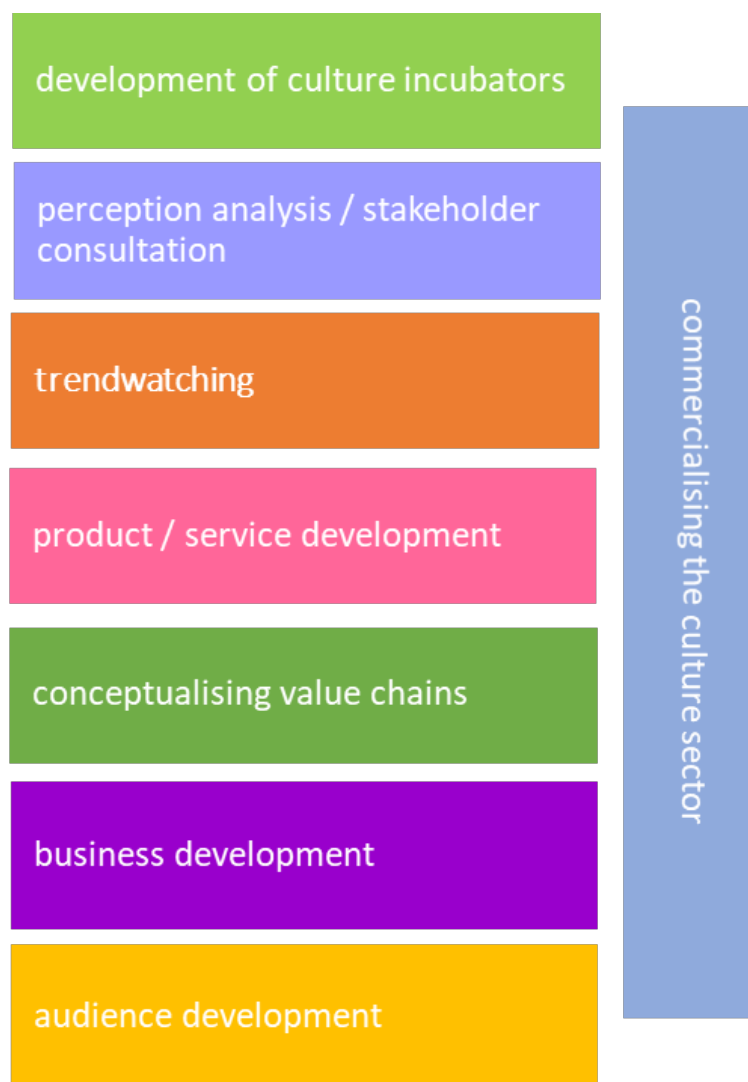 development of culture incubators
perception analysis / stakeholder
consultation
trendwatching
product / service development
conceptualising value chains
business development
audience development
commercialising the culture sector